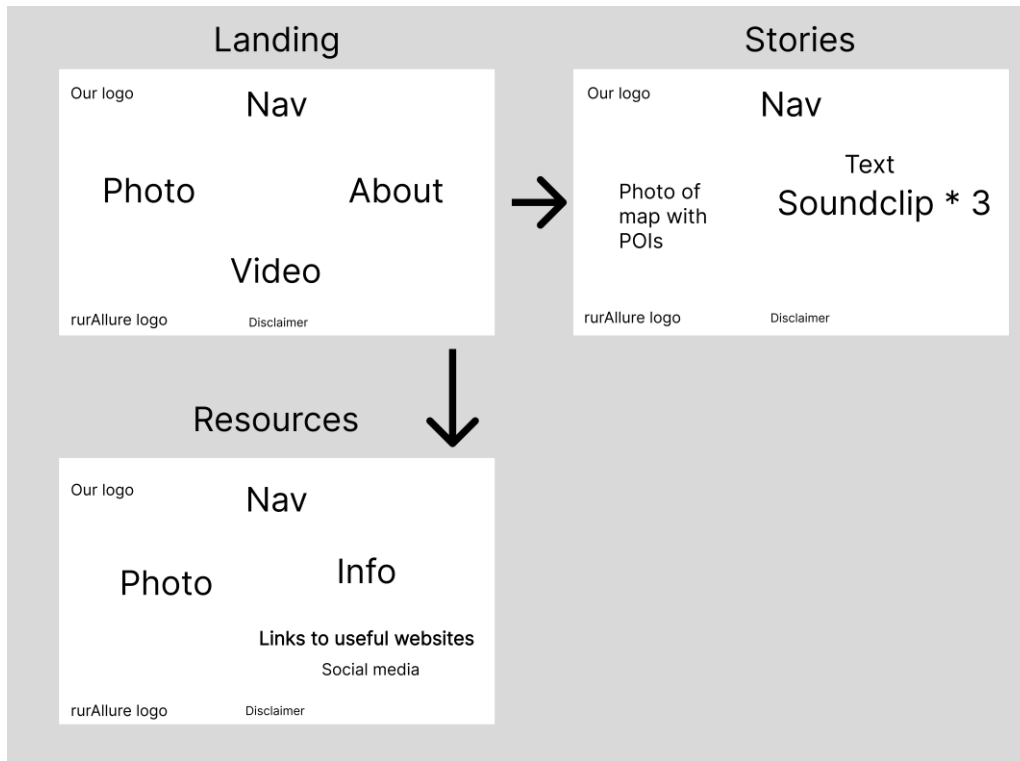 Landing
Our logo
Nav
Photo
About
Video
rurAllure logo
Disclaimer
Stories
Our logo
Nav
Photo of
map with
POIs
Text
Soundclip * 3
rurAllure logo
Disclaimer
Resources
Our logo
Nav
Photo
Info
Links to useful websites
Social media
rurAllure logo
Disclaimer